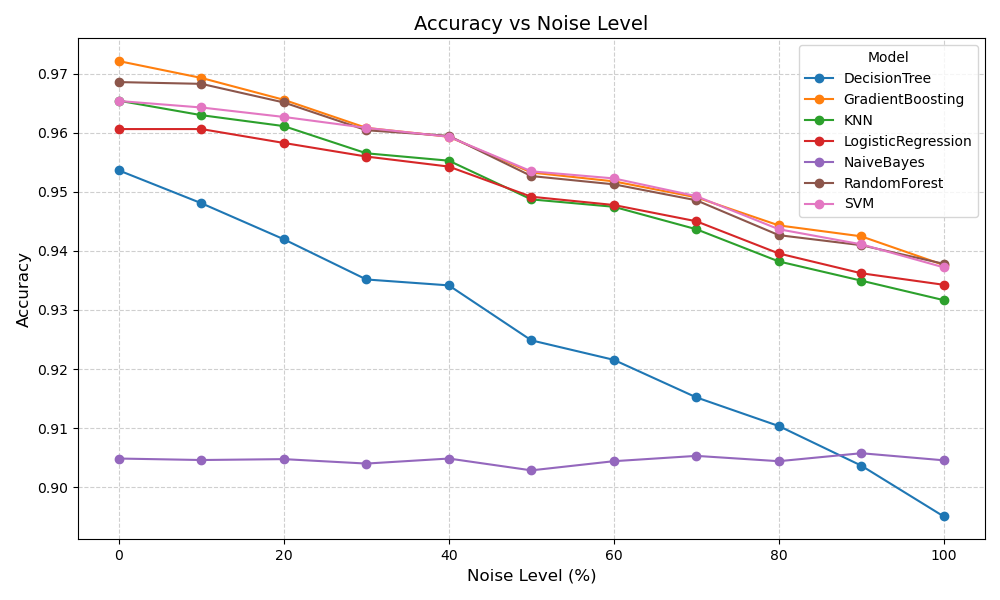 Accuracy vs Noise Level
Accuracy
0.97
0.96
0.95
0.94
0.93
0.92
0.91
0.90
Model
DecisionTree
GradientBoosting
KNN
LogisticRegression
NaiveBayes
RandomForest
SVM
0 20 40 60 80 100
Noise Level (%)